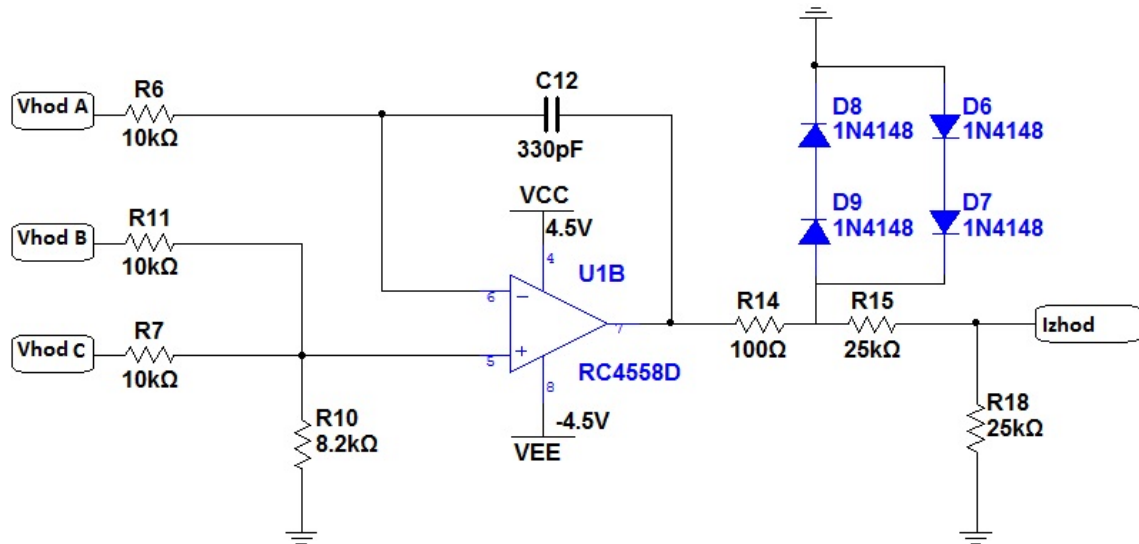 Vhod A
R6
10kΩ
C12
330pF
D8
1N4148
D6
1N4148
Vhod B
R11
10kΩ
VCC
4.5V
4
D9
1N4148
D7
1N4148
U1B
6
7
R14
100Ω
R15
25kΩ
Izhod
Vhod C
R7
10kΩ
5
RC4558D
8
-4.5V
VEE
R10
8.2kΩ
R18
25kΩ